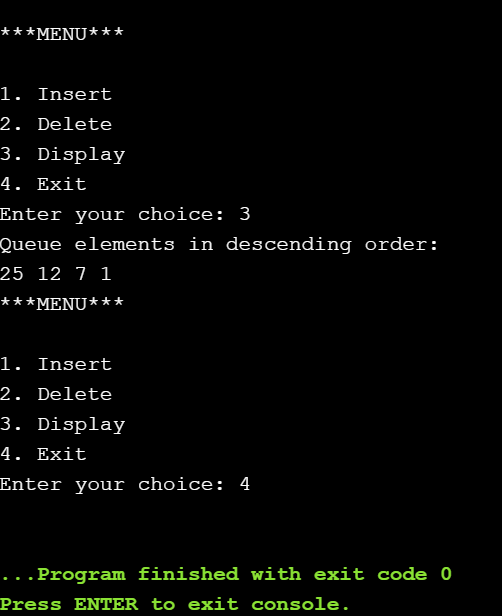 ***MENU***
1. Insert
2. Delete
3. Display
4. Exit
Enter your choice: 3
Queue elements in descending order:
25 12 7 1
***MENU***
1. Insert
2. Delete
3. Display
4. Exit
Enter your choice: 4
...Program finished with exit code 0
Press ENTER to exit console.